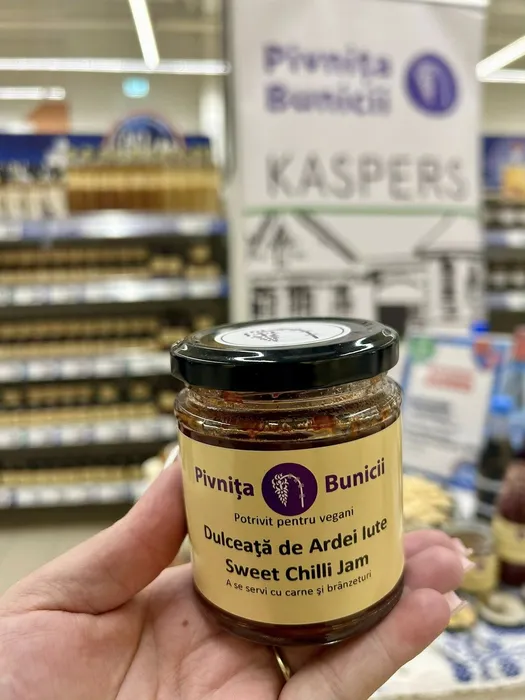 Pivnița
Bunicii
KASPERS
Pivniţa Bunicii
Potrivit pentru vegani
Dulceaţă de Ardei Iute
Sweet Chilli Jam
A se servi cu carne şi brânzeturi